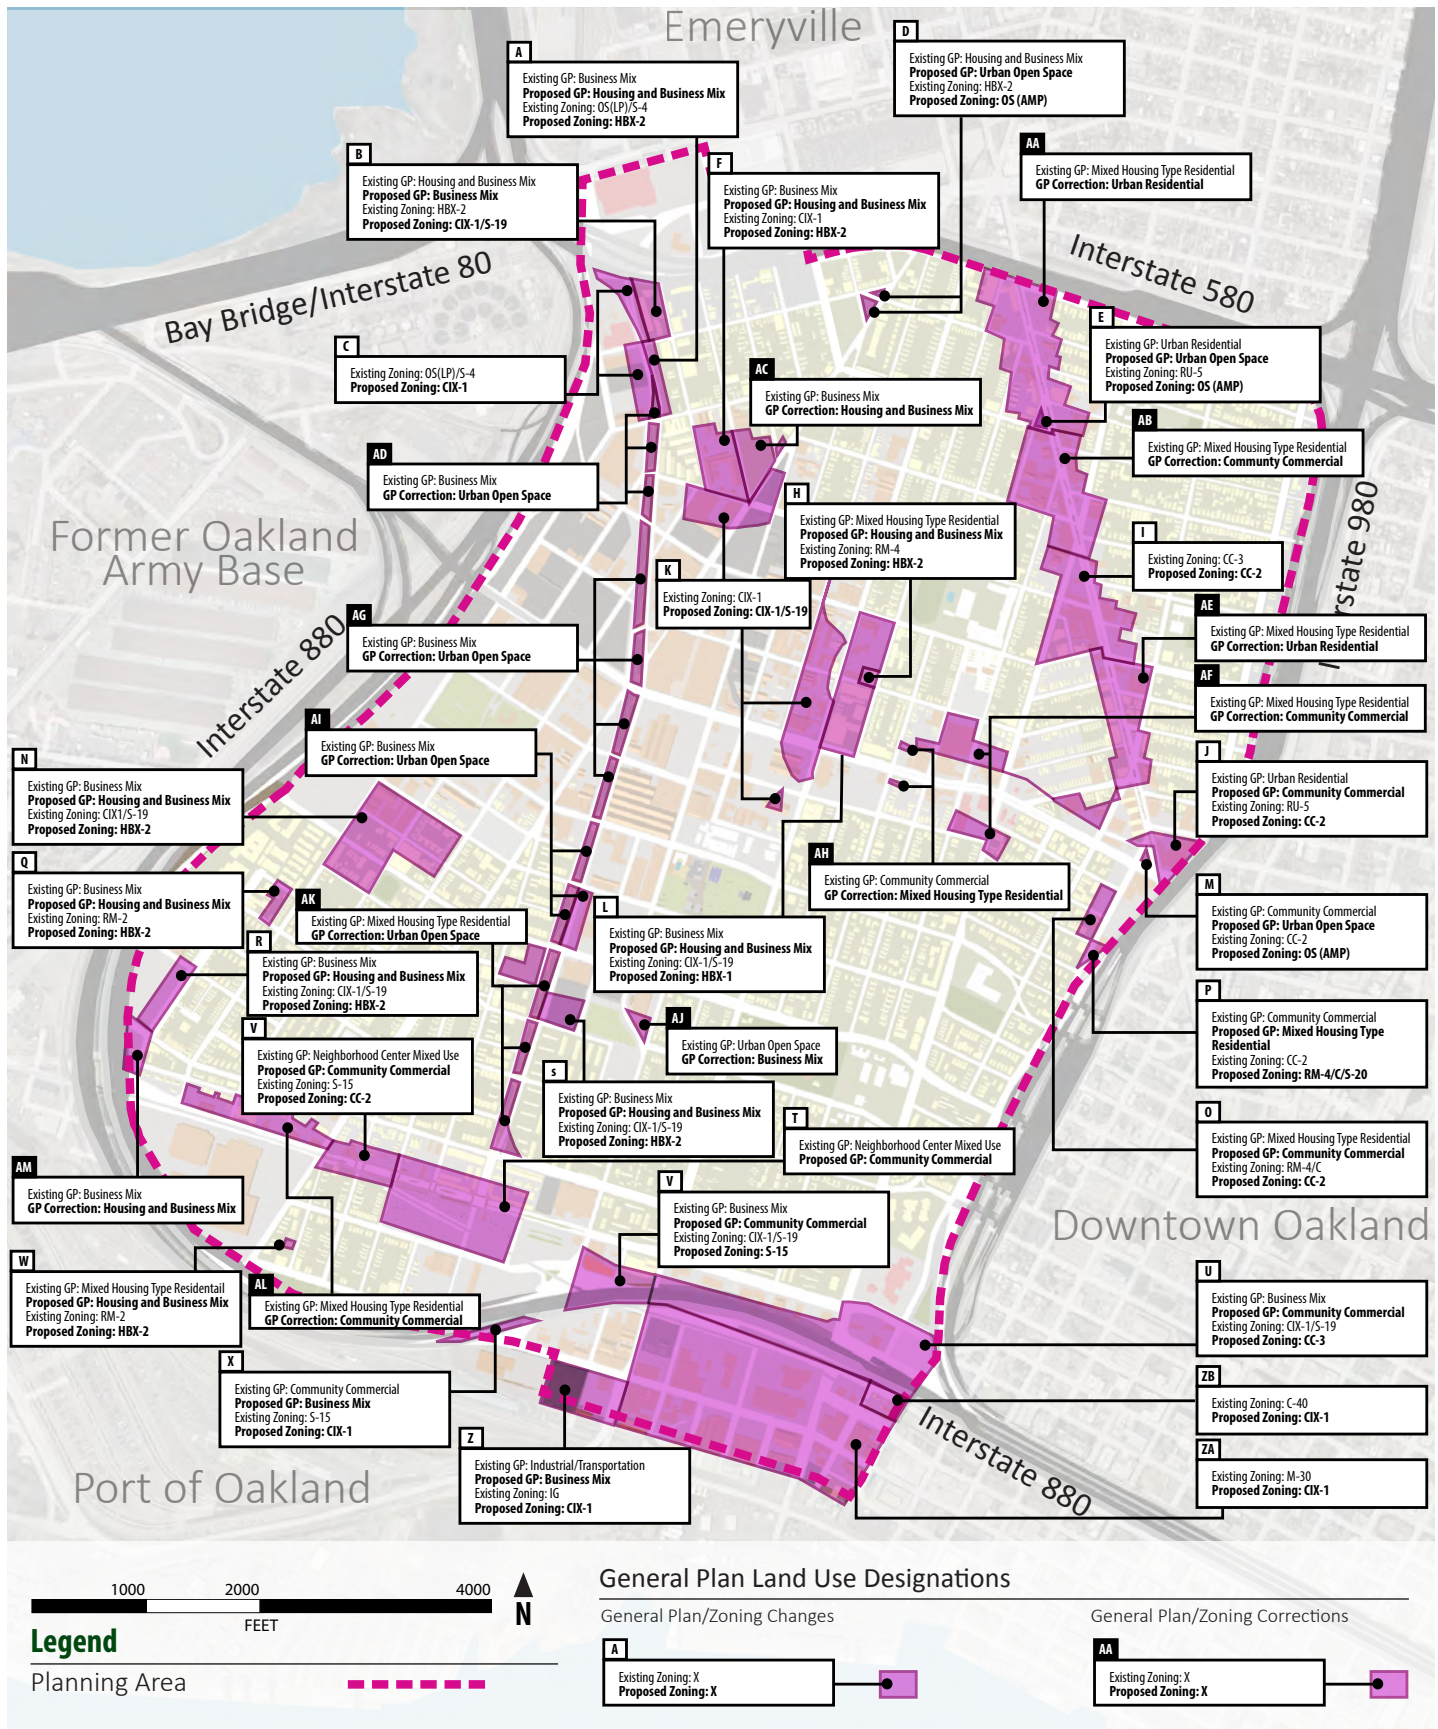 Emeryville
A
Existing GP: Business Mix
Proposed GP: Housing and Business Mix
Existing Zoning: OS(LP)/S-4
Proposed Zoning: HBX-2
D
Existing GP: Housing and Business Mix
Proposed GP: Urban Open Space
Existing Zoning: HBX-2
Proposed Zoning: OS (AMP)
B
Existing GP: Housing and Business Mix
Proposed GP: Business Mix
Existing Zoning: HBX-2
Proposed Zoning: CIX-1/S-19
F
Existing GP: Business Mix
Proposed GP: Housing and Business Mix
Existing Zoning: CIX-1
Proposed Zoning: HBX-2
AA
Existing GP: Mixed Housing Type Residential
GP Correction: Urban Residential
Bay Bridge/Interstate 80
Interstate 580
C
Existing Zoning: OS(LP)/S-4
Proposed Zoning: CIX-1
E
Existing GP: Urban Residential
Proposed GP: Urban Open Space
Existing Zoning: RU-5
Proposed Zoning: OS (AMP)
AC
Existing GP: Business Mix
GP Correction: Housing and Business Mix
AB
Existing GP: Mixed Housing Type Residential
GP Correction: Communty Commercial
AD
Existing GP: Business Mix
GP Correction: Urban Open Space
Former Oakland
Army Base
H
Existing GP: Mixed Housing Type Residential
Proposed GP: Housing and Business Mix
Existing Zoning: RM-4
Proposed Zoning: HBX-2
I
Existing Zoning: CC-3
Proposed Zoning: CC-2
rstate 980
K
Existing Zoning: CIX-1
Proposed Zoning: CIX-1/S-19
AG
Existing GP: Business Mix
GP Correction: Urban Open Space
AE
Existing GP: Mixed Housing Type Residential
GP Correction: Urban Residential
Interstate 880
AF
Existing GP: Mixed Housing Type Residential
GP Correction: Community Commercial
AI
Existing GP: Business Mix
GP Correction: Urban Open Space
N
Existing GP: Business Mix
Proposed GP: Housing and Business Mix
Existing Zoning: CIX1/S-19
Proposed Zoning: HBX-2
J
Existing GP: Urban Residential
Proposed GP: Community Commercial
Existing Zoning: RU-5
Proposed Zoning: CC-2
Q
Existing GP: Business Mix
Proposed GP: Housing and Business Mix
Existing Zoning: RM-2
Proposed Zoning: HBX-2
AH
Existing GP: Community Commercial
GP Correction: Mixed Housing Type Residential
AK
Existing GP: Mixed Housing Type Residential
GP Correction: Urban Open Space
L
Existing GP: Business Mix
Proposed GP: Housing and Business Mix
Existing Zoning: CIX-1/S-19
Proposed Zoning: HBX-1
M
Existing GP: Community Commercial
Proposed GP: Urban Open Space
Existing Zoning: CC-2
Proposed Zoning: OS (AMP)
R
Existing GP: Business Mix
Proposed GP: Housing and Business Mix
Existing Zoning: CIX-1/S-19
Proposed Zoning: HBX-2
P
Existing GP: Community Commercial
Proposed GP: Mixed Housing Type
Residential
Existing Zoning: CC-2
Proposed Zoning: RM-4/C/S-20
AJ
Existing GP: Urban Open Space
GP Correction: Business Mix
V
Existing GP: Neighborhood Center Mixed Use
Proposed GP: Community Commercial
Existing Zoning: S-15
Proposed Zoning: CC-2
s
Existing GP: Business Mix
Proposed GP: Housing and Business Mix
Existing Zoning: CIX-1/S-19
Proposed Zoning: HBX-2
T
Existing GP: Neighborhood Center Mixed Use
Proposed GP: Community Commercial
O
Existing GP: Mixed Housing Type Residential
Proposed GP: Community Commercial
Existing Zoning: RM-4/C
Proposed Zoning: CC-2
AM
Existing GP: Business Mix
GP Correction: Housing and Business Mix
V
Existing GP: Business Mix
Proposed GP: Community Commercial
Existing Zoning: CIX-1/S-19
Proposed Zoning: S-15
Downtown Oakland
W
Existing GP: Mixed Housing Type Residentail
Proposed GP: Housing and Business Mix
Existing Zoning: RM-2
Proposed Zoning: HBX-2
AL
Existing GP: Mixed Housing Type Residential
GP Correction: Community Commercial
U
Existing GP: Business Mix
Proposed GP: Community Commercial
Existing Zoning: CIX-1/S-19
Proposed Zoning: CC-3
X
Existing GP: Community Commercial
Proposed GP: Business Mix
Existing Zoning: S-15
Proposed Zoning: CIX-1
ZB
Existing Zoning: C-40
Proposed Zoning: CIX-1
Interstate 880
Z
Existing GP: Industrial/Transportation
Proposed GP: Business Mix
Existing Zoning: IG
Proposed Zoning: CIX-1
ZA
Existing Zoning: M-30
Proposed Zoning: CIX-1
Port of Oakland
1000 2000 4000
FEET
N
Legend
Planning Area
General Plan Land Use Designations
General Plan/Zoning Changes
A
Existing Zoning: X
Proposed Zoning: X
General Plan/Zoning Corrections
AA
Existing Zoning: X
Proposed Zoning: X